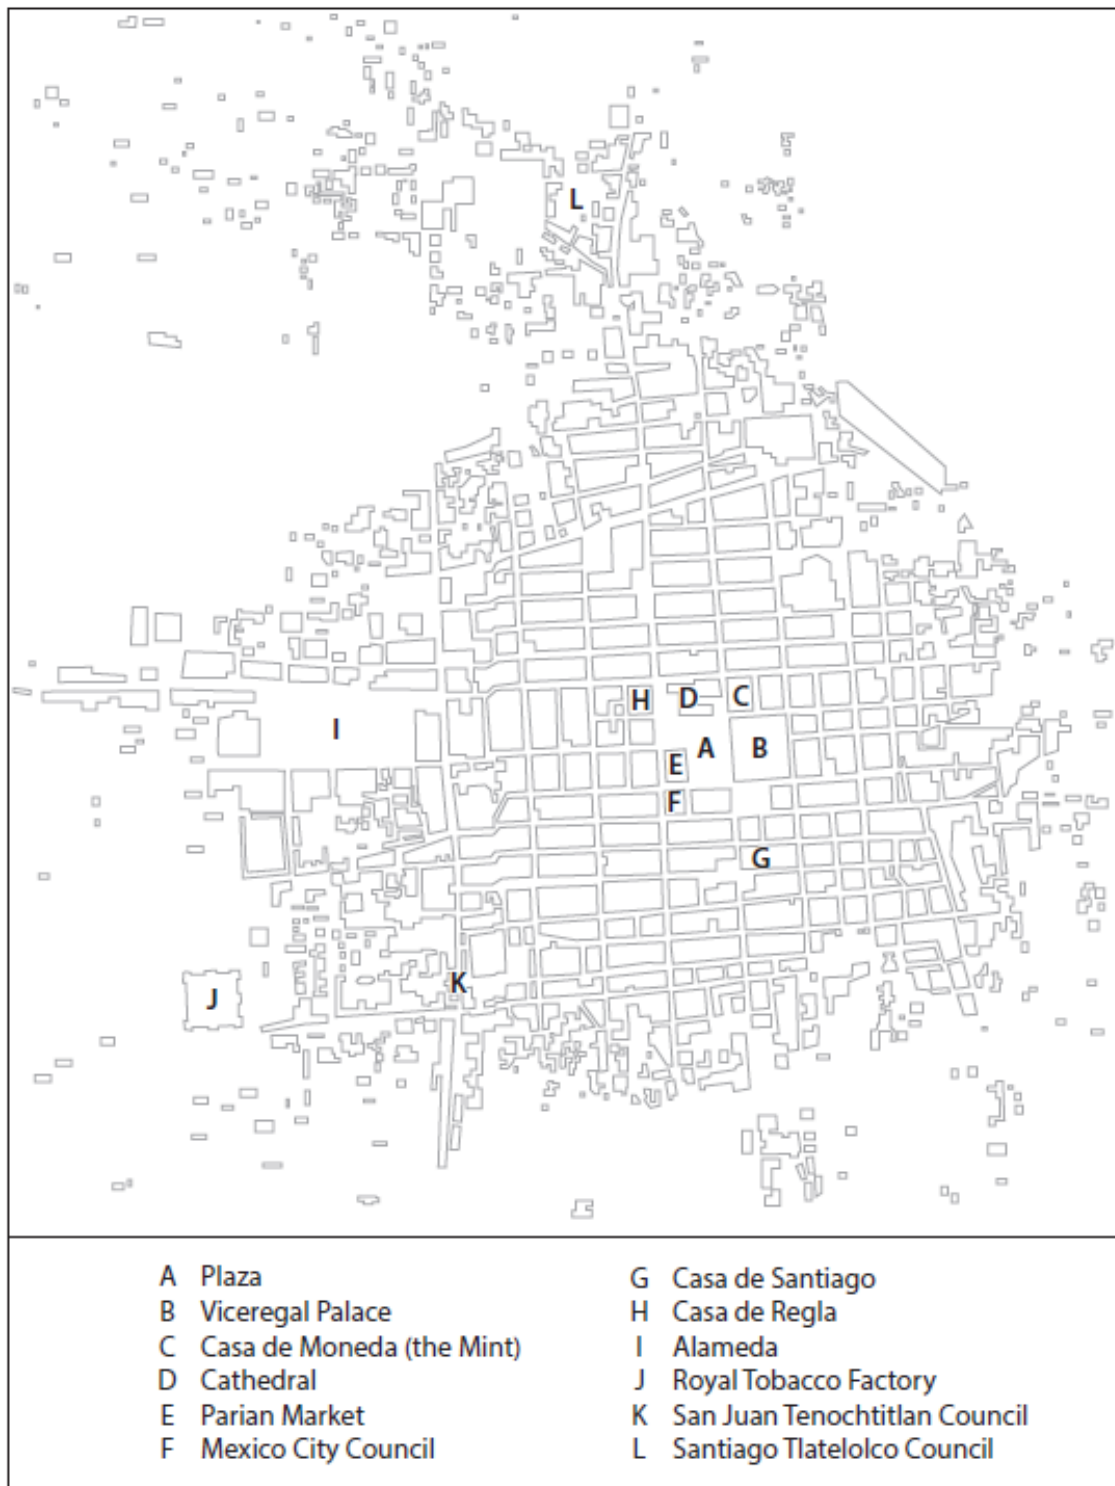 L
H
D
C
I
A
B
E
F
G
K
J
A Plaza
B Viceregal Palace
C Casa de Moneda (the Mint)
D Cathedral
E Parian Market
F Mexico City Council
G Casa de Santiago
H Casa de Regla
I Alameda
J Royal Tobacco Factory
K San Juan Tenochtitlan Council
L Santiago Tlatelolco Council